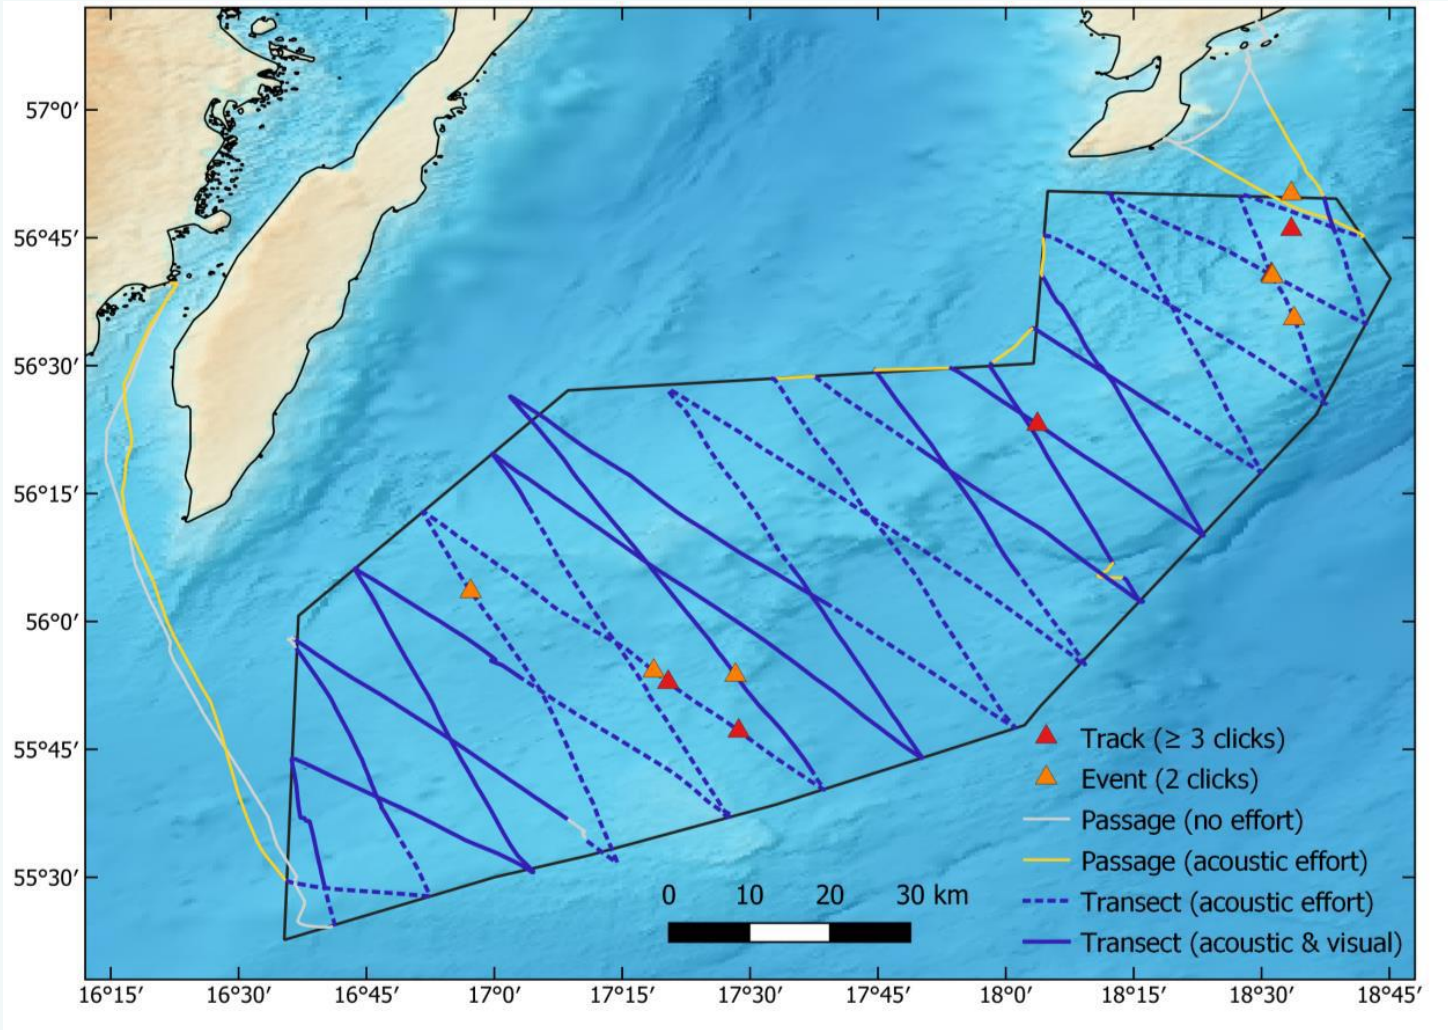 57°0′
56°45′
56°30′
56°15′
56°0′
55°45′
55°30′
Track (≥ 3 clicks)
Event (2 clicks)
Passage (no effort)
Passage (acoustic effort)
Transect (acoustic effort)
Transect (acoustic & visual)
0 10 20 30 km
16°15′ 16°30′ 16°45′ 17°0′ 17°15′ 17°30′ 17°45′ 18°0′ 18°15′ 18°30′ 18°45′